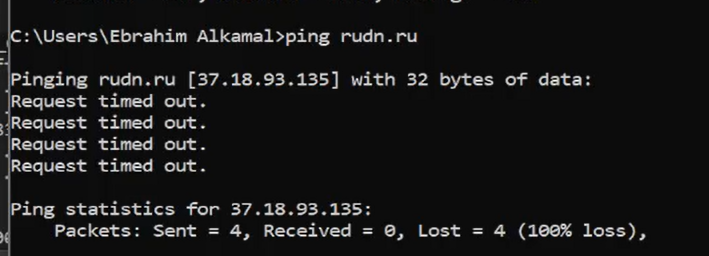 C:\Users\Ebrahim Alkamal>ping rudn.ru
Pinging rudn.ru [37.18.93.135] with 32 bytes of data:
Request timed out.
Request timed out.
Request timed out.
Request timed out.
Ping statistics for 37.18.93.135:
Packets: Sent = 4, Received = 0, Lost = 4 (100% loss),